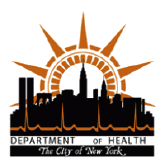 DEPARTMENT OF HEALTH
The City of New York